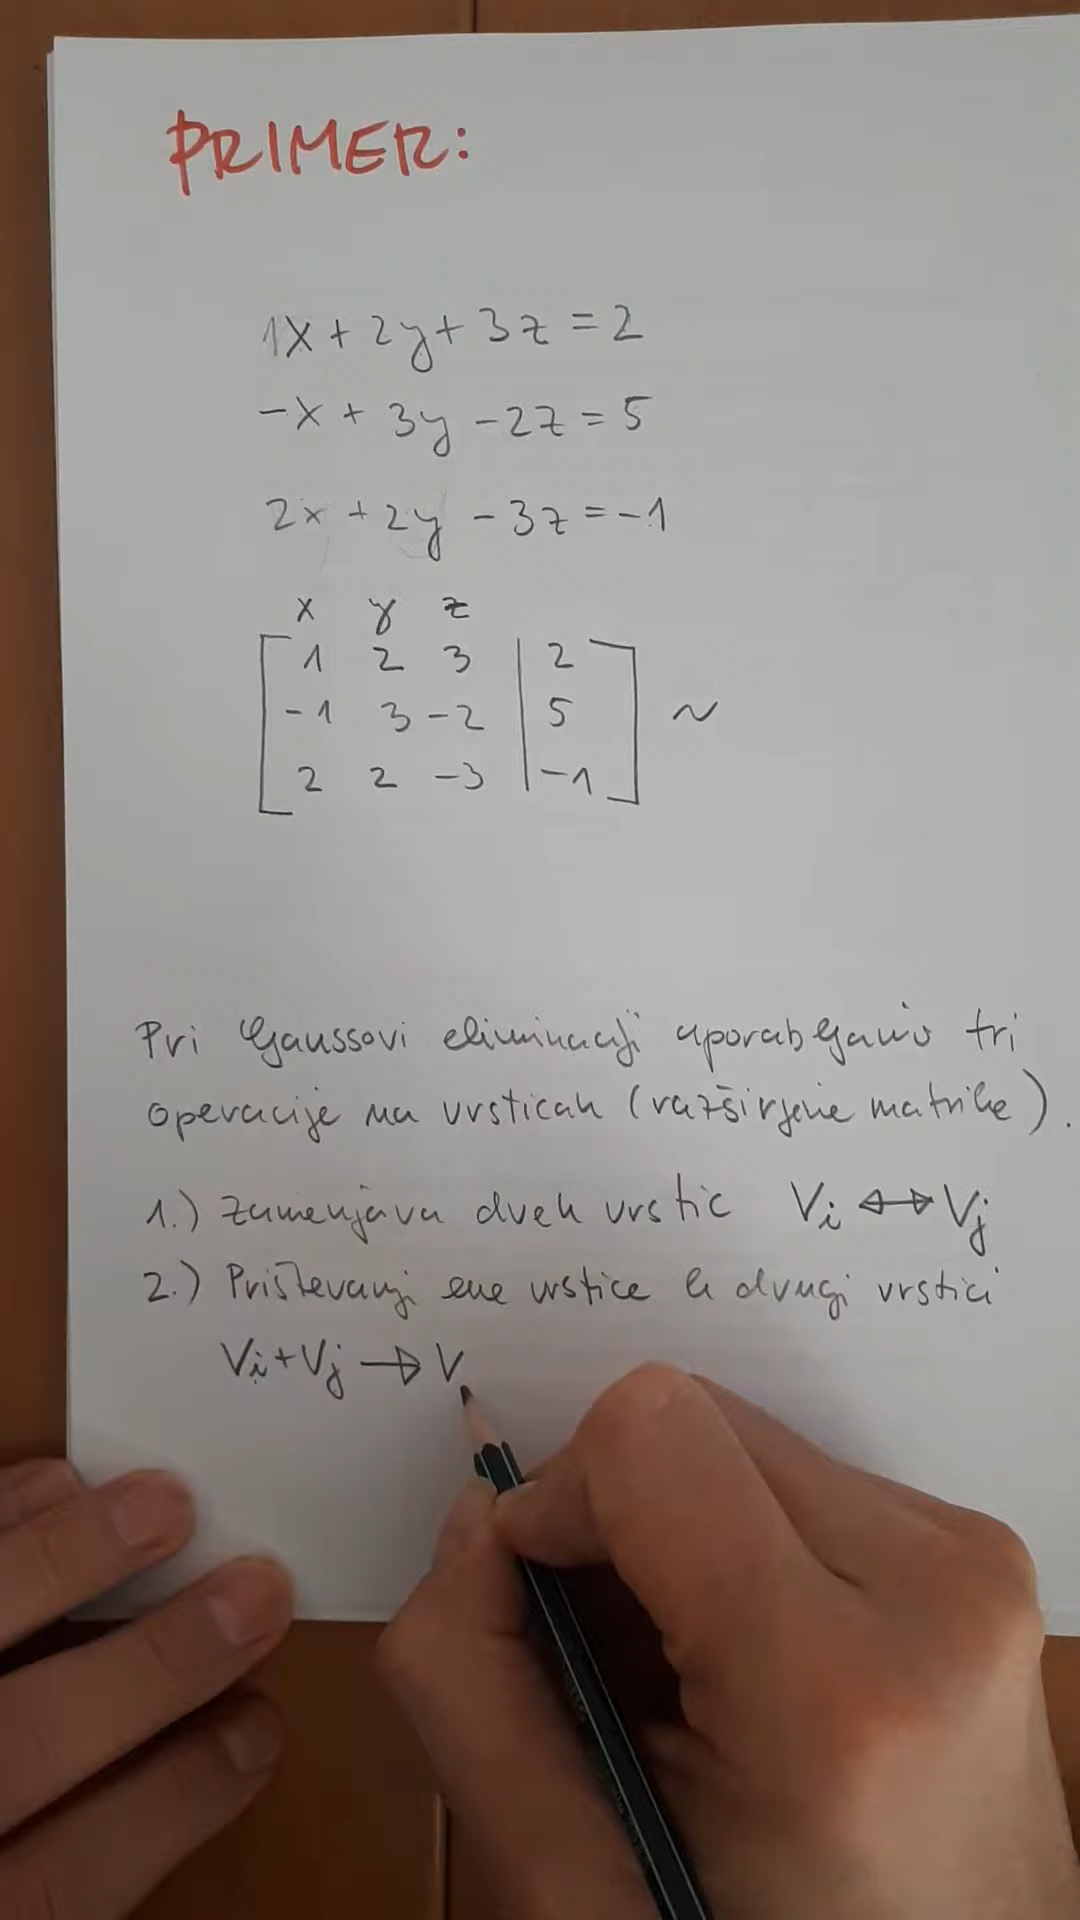 PRIMER:
1x + 2y + 3z = 2
-x + 3y - 2z = 5
2x + 2y - 3z = -1
x y z
1 2 3 | 2
-1 3 -2 | 5 ~
2 2 -3 | -1
Pri Gaussovi eliminaciji uporabljamo tri
operacije na vrsticah (razširjene matrike).
1.) Zamenjava dveh vrstic Vi ↔ Vj
2.) Prištevanj ene vrstice k drugi vrstici
Vi + Vj → V